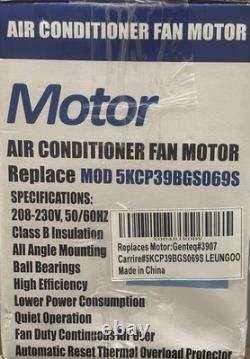 AIR CONDITIONER FAN MOTOR
Motor
AIR CONDITIONER FAN MOTOR
Replace MOD 5KCP39BGS069S
SPECIFICATIONS:
208-230V, 50/60HZ
Class B Insulation
All Angle Mounting
Ball Bearings
High Efficiency
Lower Power Consumption
Quiet Operation
Fan Duty Continuous Air Over
Automatic Reset Thermal Overload Protector
Replaces Motor:Genteq#3907
Carrire#5KCP39BGS069S LEUNGOO
Made in China